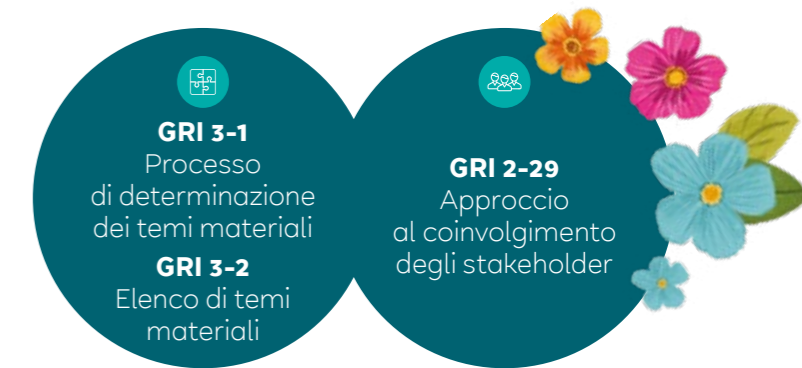 GRI 3-1
Processo
di determinazione
dei temi materiali
GRI 3-2
Elenco di temi
materiali
GRI 2-29
Approccio
al coinvolgimento
degli stakeholder